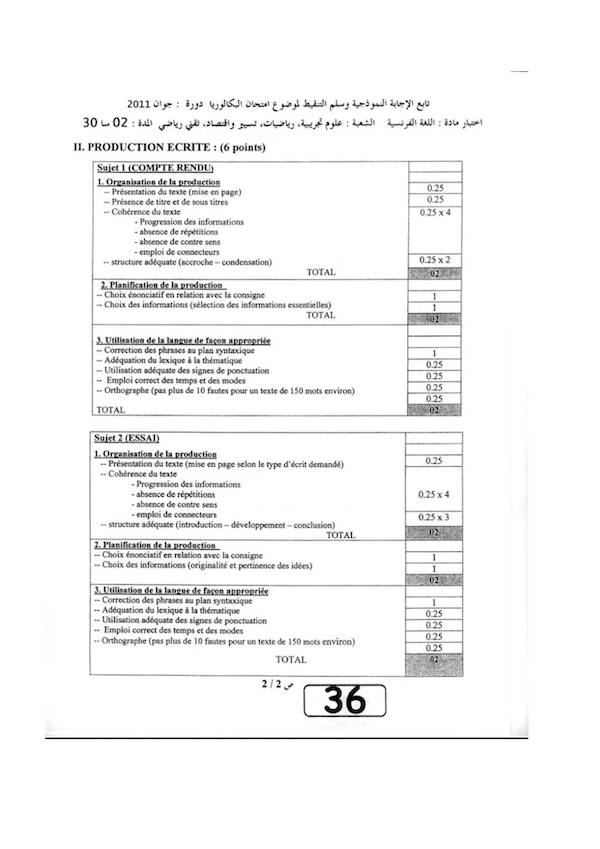 تابع الإجابة النموذجية وسلم التنقيط لموضوع امتحان البكالوريا دورة : جوان 2011
اختبار مادة : اللغة الفرنسية الشعبة : علوم تجريبية، رياضيات، تسيير واقتصاد، تقني رياضي المدة : 02 سا 30
II. PRODUCTION ECRITE : (6 points)
Sujet 1 (COMPTE RENDU)
1. Organisation de la production
-- Présentation du texte (mise en page) 0.25
-- Présence de titre et de sous titres 0.25
-- Cohérence du texte 0.25 x 4
- Progression des informations
- absence de répétitions
- absence de contre sens
- emploi de connecteurs
-- structure adéquate (accroche – condensation) 0.25 x 2
TOTAL 02
2. Planification de la production
-- Choix énonciatif en relation avec la consigne 1
-- Choix des informations (sélection des informations essentielles) 1
TOTAL 02
3. Utilisation de la langue de façon appropriée
-- Correction des phrases au plan syntaxique 1
-- Adéquation du lexique à la thématique 0.25
-- Utilisation adéquate des signes de ponctuation 0.25
-- Emploi correct des temps et des modes 0.25
-- Orthographe (pas plus de 10 fautes pour un texte de 150 mots environ) 0.25
TOTAL 02
Sujet 2 (ESSAI)
1. Organisation de la production
-- Présentation du texte (mise en page selon le type d'écrit demandé) 0.25
-- Cohérence du texte
- Progression des informations
- absence de répétitions 0.25 x 4
- absence de contre sens
- emploi de connecteurs 0.25 x 3
-- structure adéquate (introduction – développement – conclusion)
TOTAL 02
2. Planification de la production
-- Choix énonciatif en relation avec la consigne 1
-- Choix des informations (originalité et pertinence des idées) 1
02
3. Utilisation de la langue de façon appropriée
-- Correction des phrases au plan syntaxique 1
-- Adéquation du lexique à la thématique 0.25
-- Utilisation adéquate des signes de ponctuation 0.25
-- Emploi correct des temps et des modes 0.25
-- Orthographe (pas plus de 10 fautes pour un texte de 150 mots environ) 0.25
TOTAL 02
ص 2 / 2
36